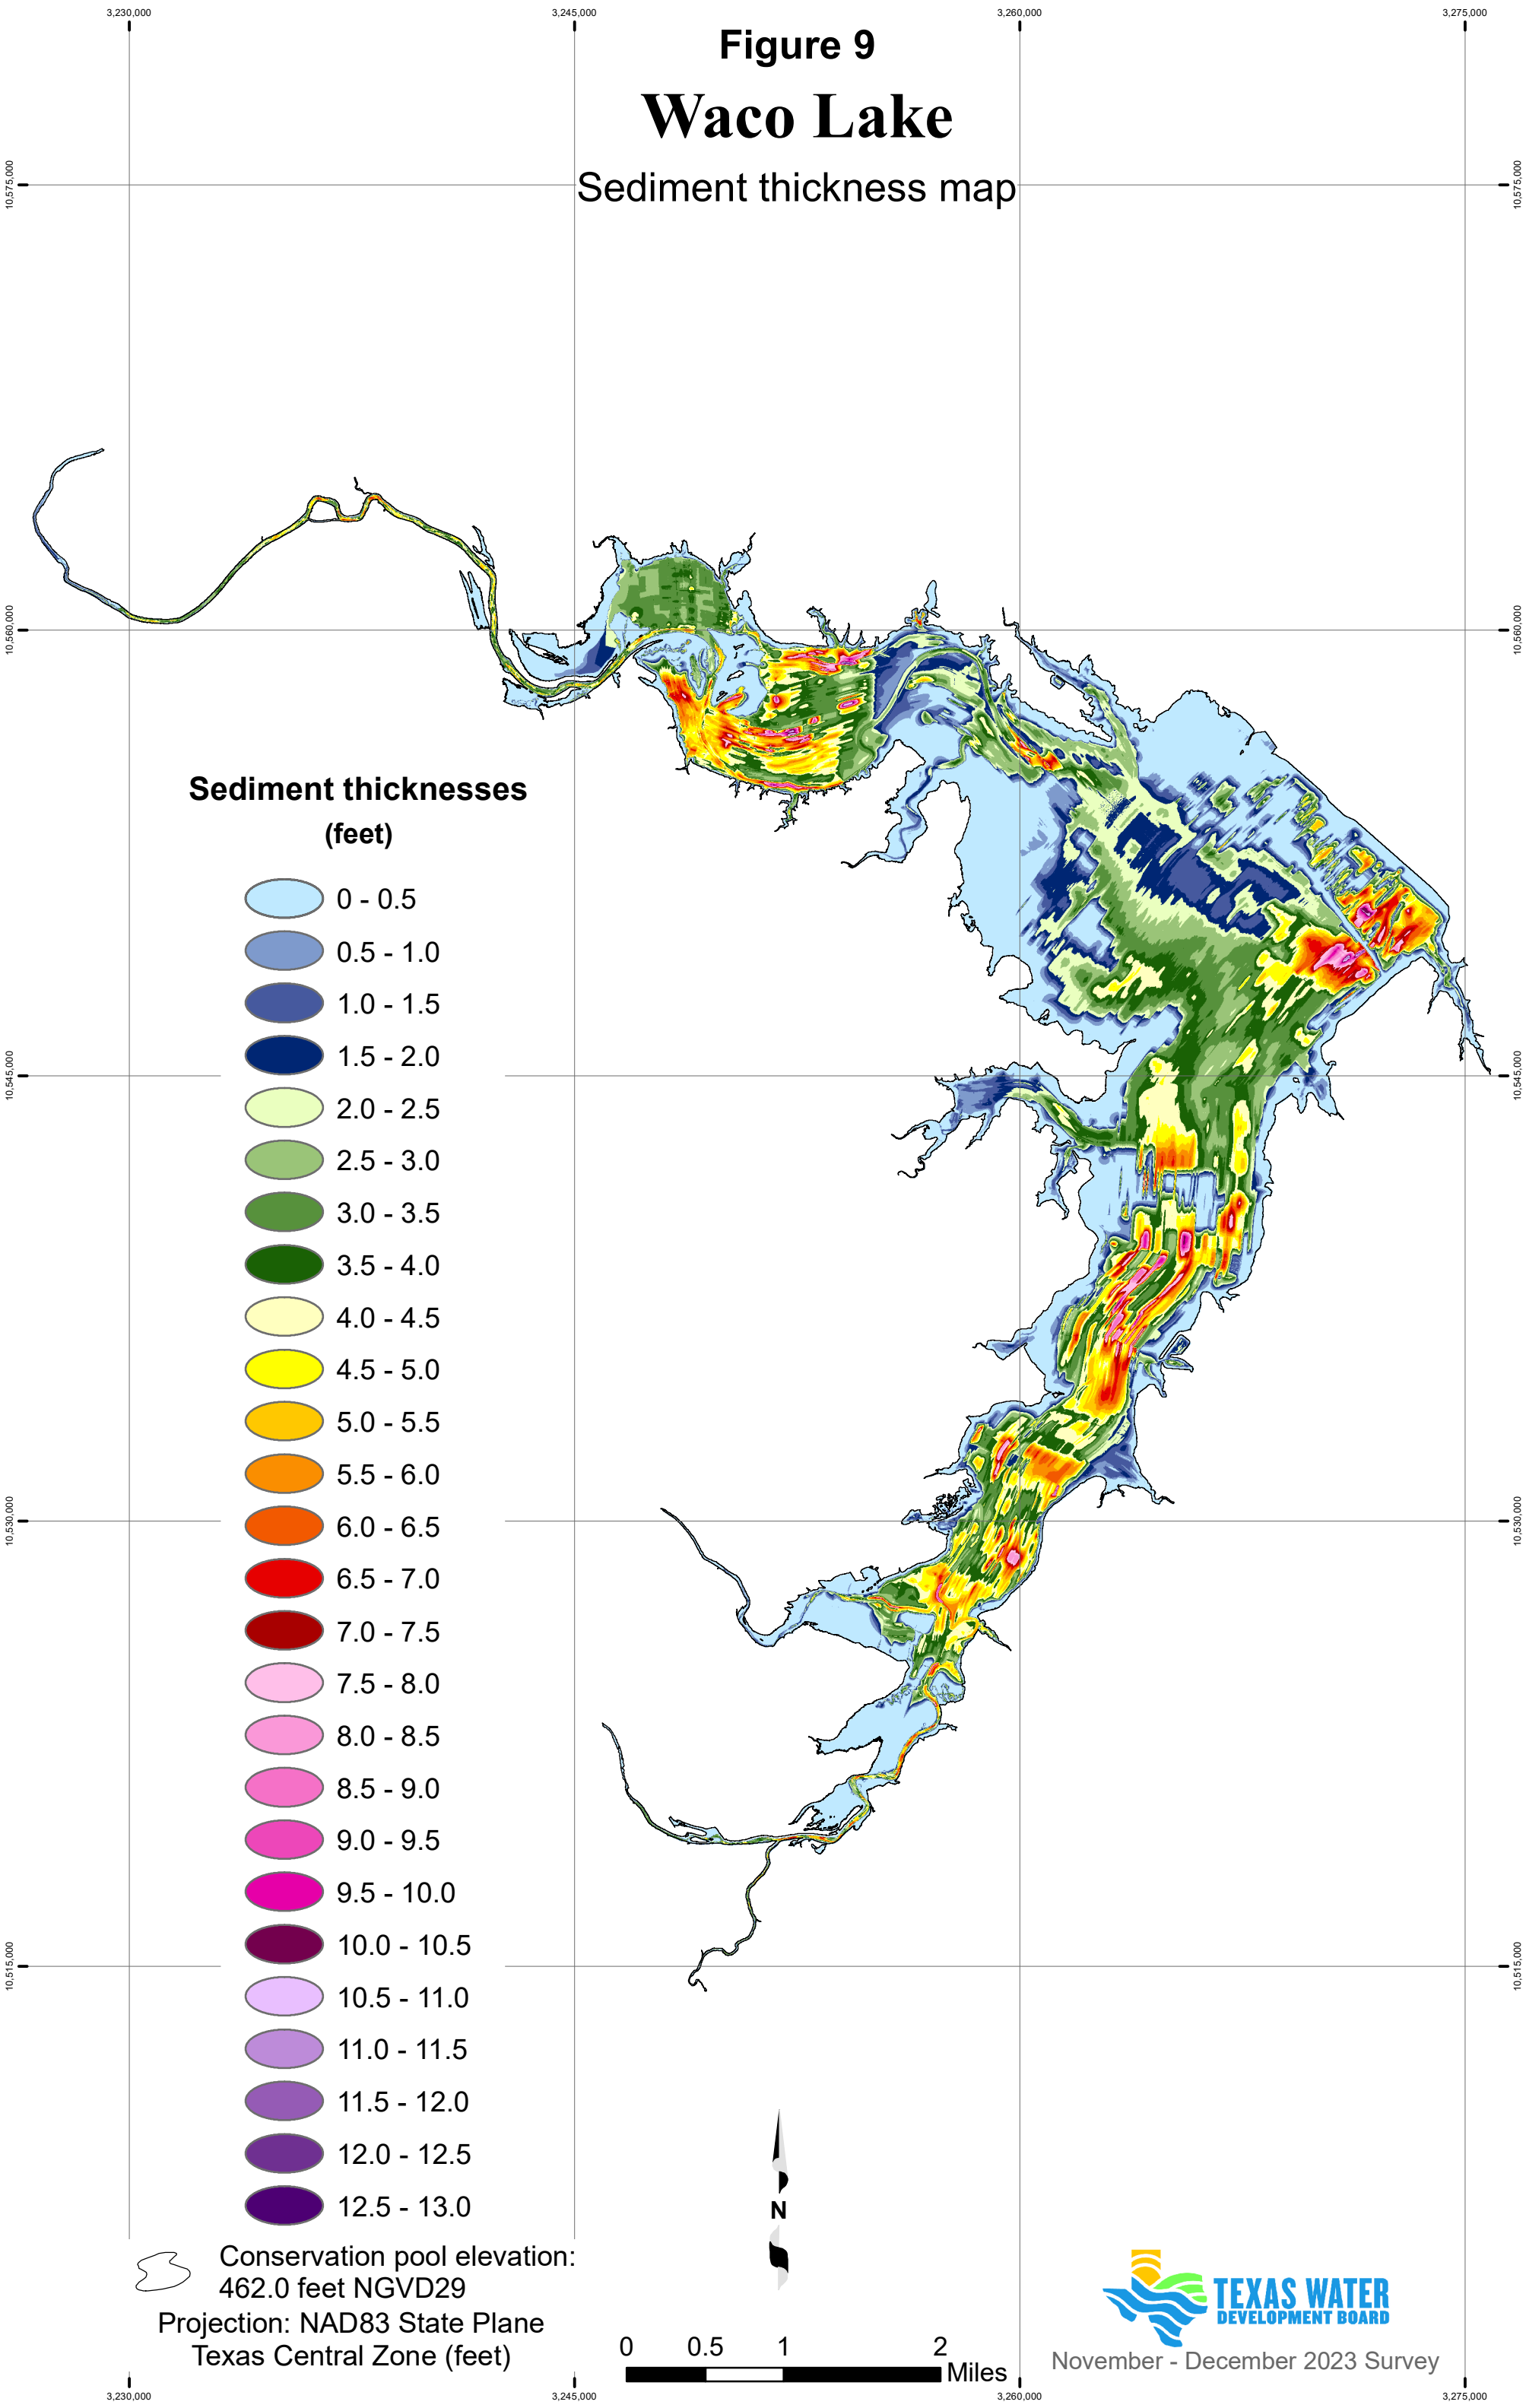 3,230,000 3,245,000 3,260,000 3,275,000
Figure 9
Waco Lake
Sediment thickness map
10,575,000 10,575,000
10,560,000 10,560,000
Sediment thicknesses
(feet)
0 - 0.5
0.5 - 1.0
1.0 - 1.5
1.5 - 2.0
2.0 - 2.5
2.5 - 3.0
3.0 - 3.5
3.5 - 4.0
4.0 - 4.5
4.5 - 5.0
5.0 - 5.5
5.5 - 6.0
6.0 - 6.5
6.5 - 7.0
7.0 - 7.5
7.5 - 8.0
8.0 - 8.5
8.5 - 9.0
9.0 - 9.5
9.5 - 10.0
10.0 - 10.5
10.5 - 11.0
11.0 - 11.5
11.5 - 12.0
12.0 - 12.5
12.5 - 13.0
10,545,000 10,545,000
10,530,000 10,530,000
10,515,000 10,515,000
Conservation pool elevation:
462.0 feet NGVD29
Projection: NAD83 State Plane
Texas Central Zone (feet)
N
0 0.5 1 2
Miles
TEXAS WATER
DEVELOPMENT BOARD
November - December 2023 Survey
3,230,000 3,245,000 3,260,000 3,275,000